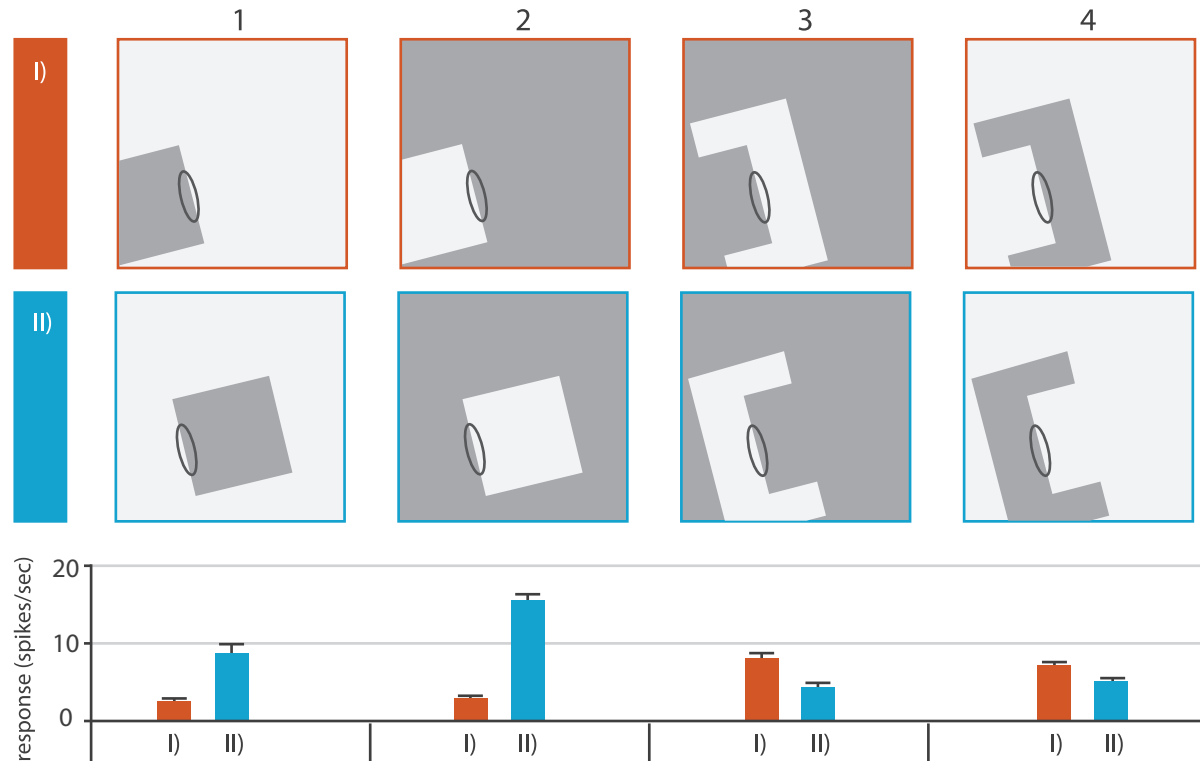 1 2 3 4
I)
II)
response (spikes/sec)
20
10
0
I) II) I) II) I) II) I) II)